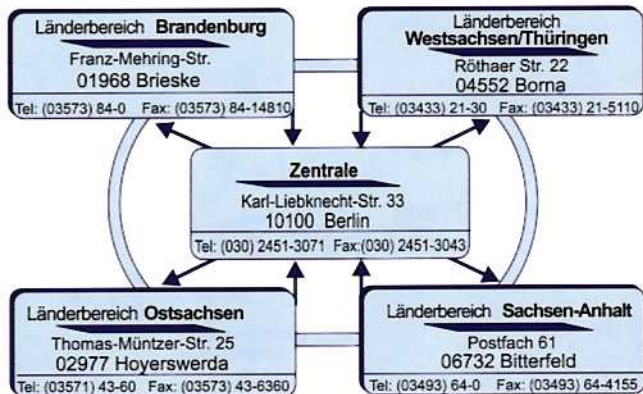 Länderbereich Brandenburg
Franz-Mehring-Str.
01968 Brieske
Tel: (03573) 84-0 Fax: (03573) 84-14810
Länderbereich
Westsachsen/Thüringen
Röthaer Str. 22
04552 Borna
Tel: (03433) 21-30 Fax: (03433) 21-5110
Zentrale
Karl-Liebknecht-Str. 33
10100 Berlin
Tel: (030) 2451-3071 Fax:(030) 2451-3043
Länderbereich Ostsachsen
Thomas-Müntzer-Str. 25
02977 Hoyerswerda
Tel: (03571) 43-60 Fax: (03573) 43-6360
Länderbereich Sachsen-Anhalt
Postfach 61
06732 Bitterfeld
Tel: (03493) 64-0 Fax: (03493) 64-4155